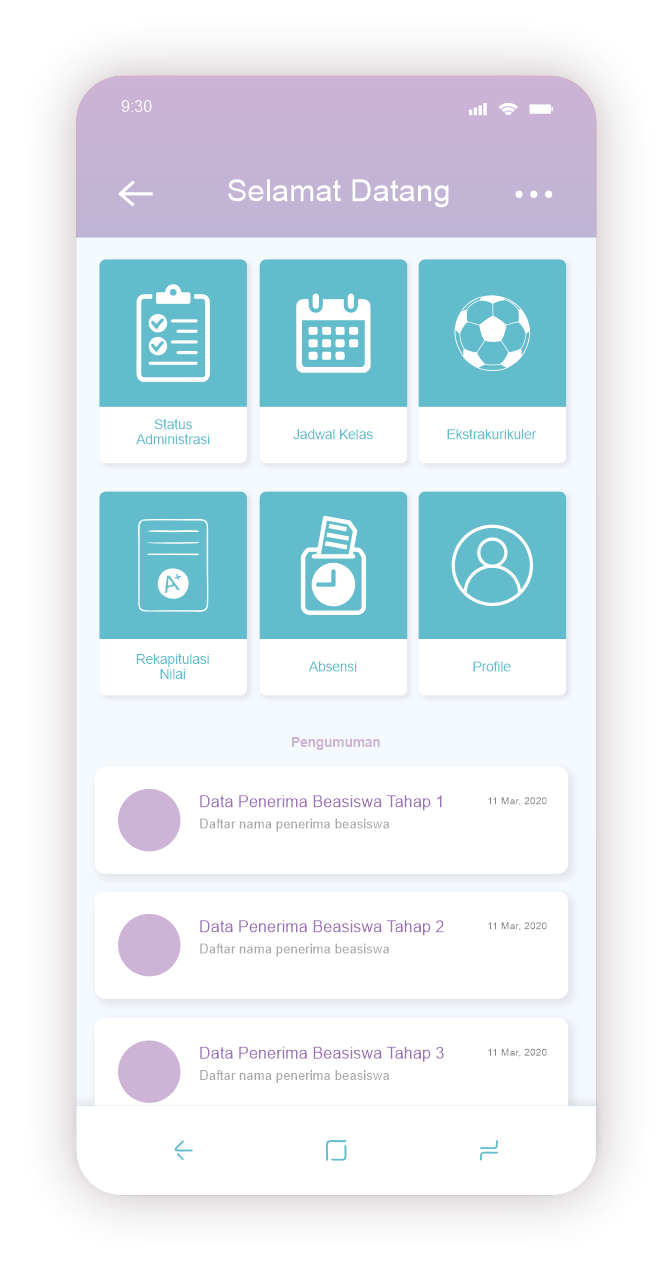 9:30
Selamat Datang
Status
Administrasi
Jadwal Kelas
Ekstrakurikuler
A+
Rekapitulasi
Nilai
Absensi
Profile
Pengumuman
Data Penerima Beasiswa Tahap 1
11 Mar, 2020
Daftar nama penerima beasiswa
Data Penerima Beasiswa Tahap 2
11 Mar, 2020
Daftar nama penerima beasiswa
Data Penerima Beasiswa Tahap 3
11 Mar, 2020
Daftar nama penerima beasiswa